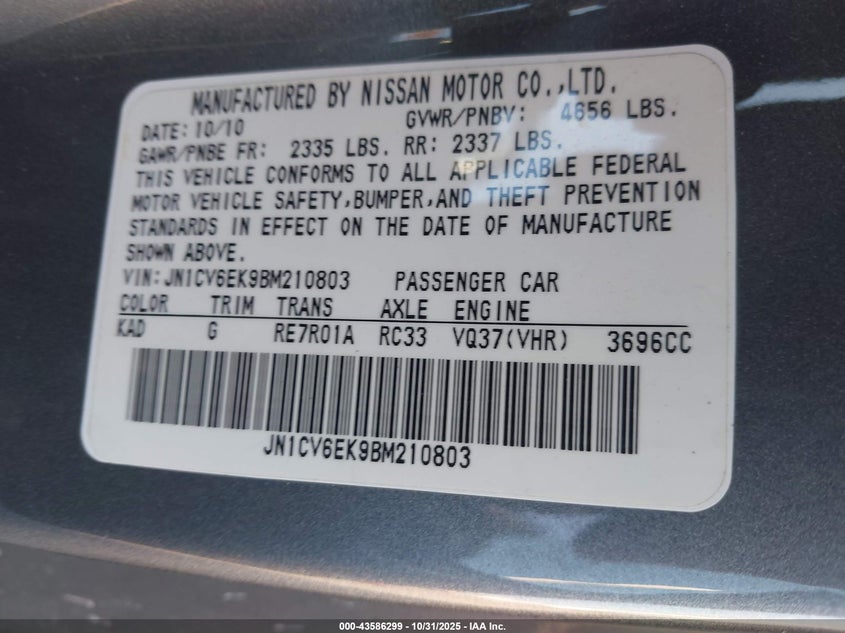 MANUFACTURED BY NISSAN MOTOR CO.,LTD.
DATE: 10/10 GVWR/PNBV: 4656 LBS.
GAWR/PNBE FR: 2335 LBS. RR: 2337 LBS.
THIS VEHICLE CONFORMS TO ALL APPLICABLE FEDERAL
MOTOR VEHICLE SAFETY,BUMPER,AND THEFT PREVENTION
STANDARDS IN EFFECT ON THE DATE OF MANUFACTURE
SHOWN ABOVE.
VIN:JN1CV6EK9BM210803 PASSENGER CAR
COLOR TRIM TRANS AXLE ENGINE
KAD G RE7R01A RC33 VQ37(VHR) 3696CC
JN1CV6EK9BM210803
000-43586299 - 10/31/2025 - IAA Inc.